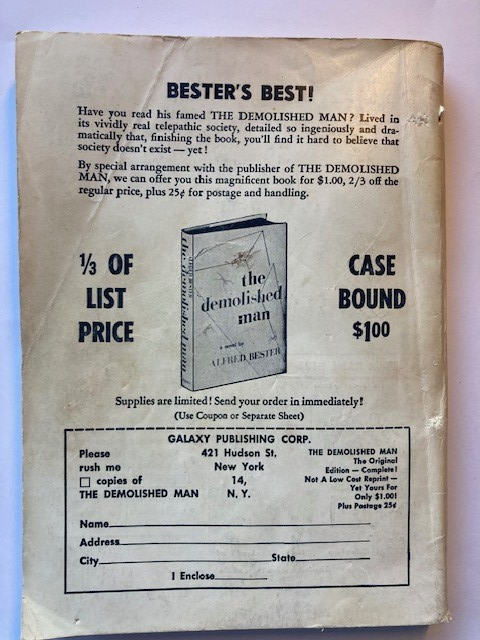 BESTER'S BEST!
Have you read his famed THE DEMOLISHED MAN? Lived in
its vividly real telepathic society, detailed so ingeniously and dra-
matically that, finishing the book, you'll find it hard to believe that
society doesn't exist — yet!
By special arrangement with the publisher of THE DEMOLISHED
MAN, we can offer you this magnificent book for $1.00, 2/3 off the
regular price, plus 25¢ for postage and handling.
⅓ OF
LIST
PRICE
the demolished man
the
demolished
man
a novel by
ALFRED BESTER
CASE
BOUND
$100
Supplies are limited! Send your order in immediately!
(Use Coupon or Separate Sheet)
GALAXY PUBLISHING CORP.
Please
rush me
copies of
THE DEMOLISHED MAN
421 Hudson St.
New York
14,
N. Y.
THE DEMOLISHED MAN
The Original
Edition — Complete!
Not A Low Cost Reprint —
Yet Yours For
Only $1.00!
Plus Postage 25¢
Name
Address
City State
I Enclose